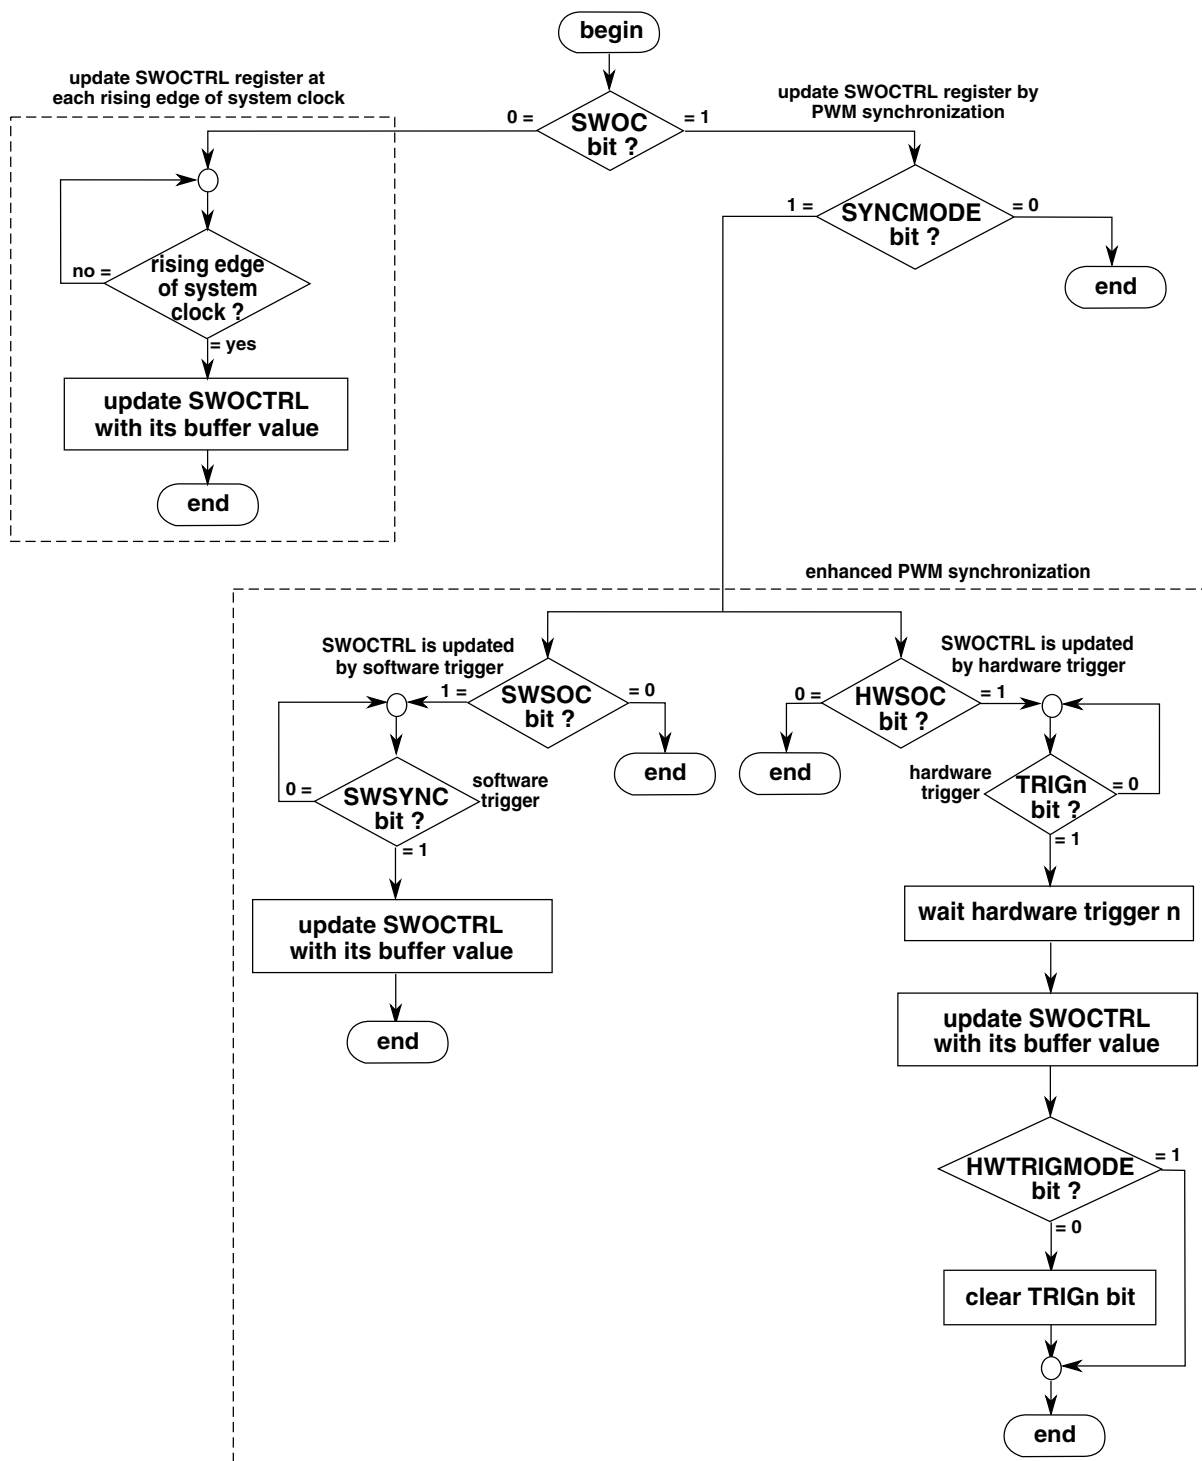 begin
update SWOCTRL register at
each rising edge of system clock
update SWOCTRL register by
PWM synchronization
0 =
SWOC
bit ?
= 1
1 =
SYNCMODE
bit ?
= 0
end
no =
rising edge
of system
clock ?
= yes
update SWOCTRL
with its buffer value
end
enhanced PWM synchronization
SWOCTRL is updated
by software trigger
SWOCTRL is updated
by hardware trigger
1 =
SWSOC
bit ?
= 0
end
0 =
HWSOC
bit ?
= 1
end
0 =
SWSYNC
bit ?
software
trigger
= 1
hardware
trigger
TRIGn
bit ?
= 0
= 1
update SWOCTRL
with its buffer value
end
wait hardware trigger n
update SWOCTRL
with its buffer value
HWTRIGMODE
bit ?
= 1
= 0
clear TRIGn bit
end